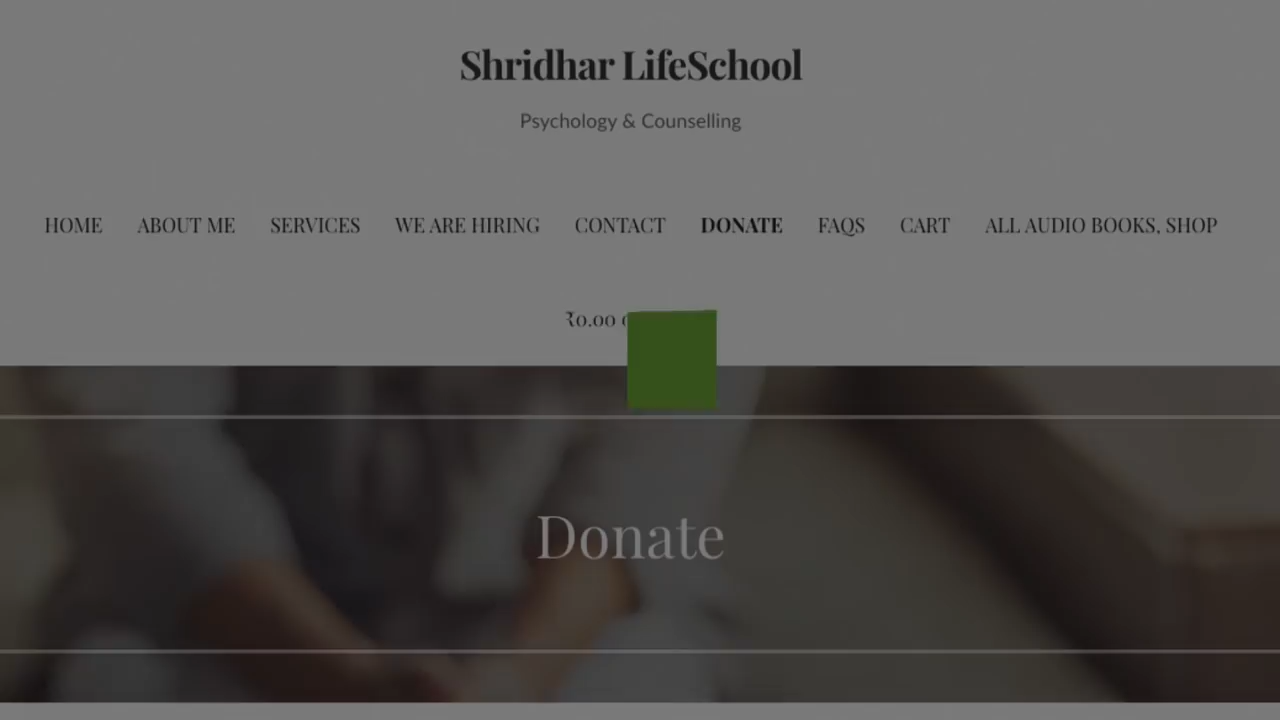 Shridhar LifeSchool
Psychology & Counselling
HOME ABOUT ME SERVICES WE ARE HIRING CONTACT DONATE FAQS CART ALL AUDIO BOOKS, SHOP
₹0.00
Donate